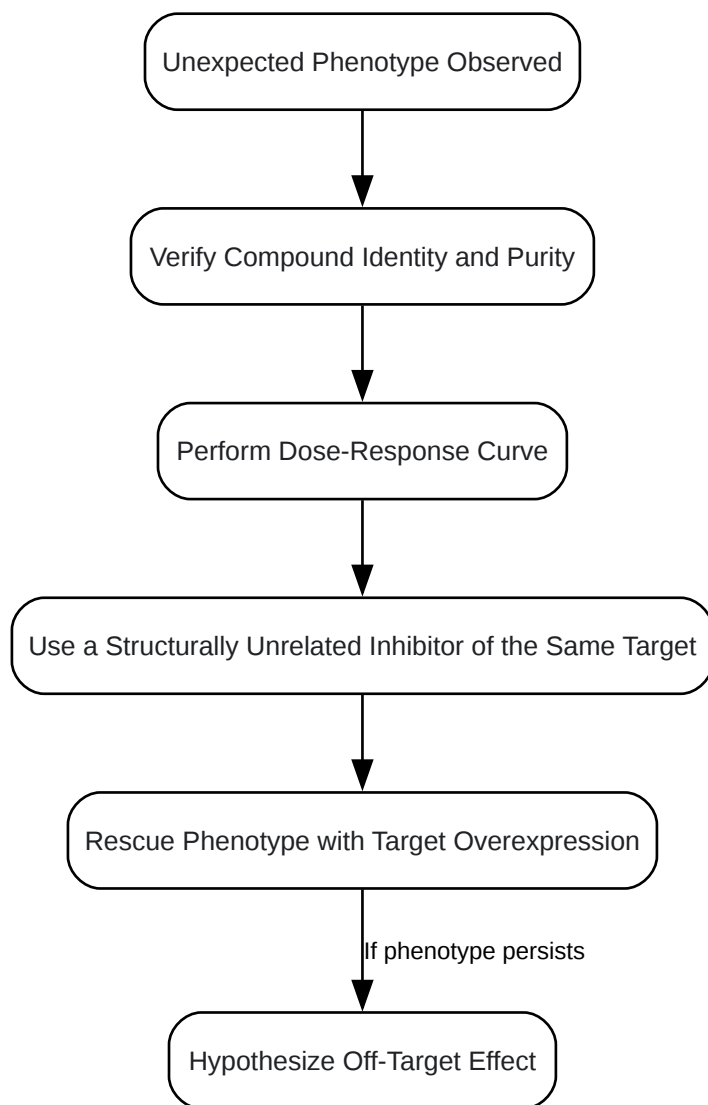 Unexpected Phenotype Observed
Verify Compound Identity and Purity
Perform Dose-Response Curve
Use a Structurally Unrelated Inhibitor of the Same Target
Rescue Phenotype with Target Overexpression
If phenotype persists
Hypothesize Off-Target Effect